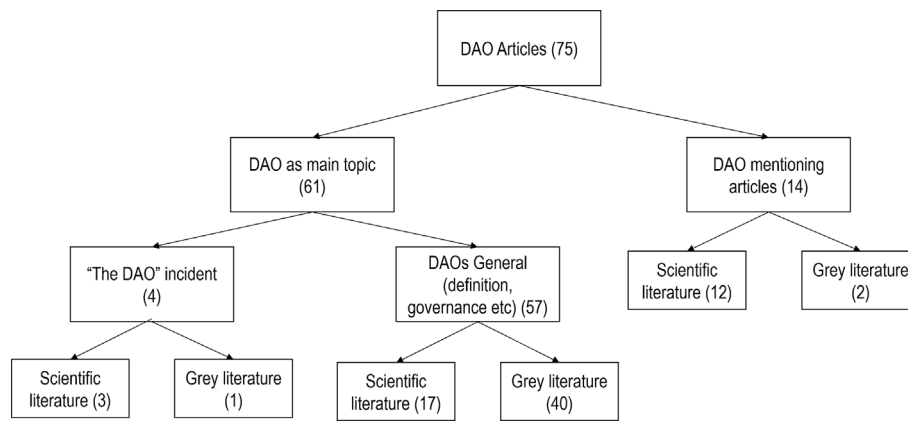 DAO Articles (75)
DAO as main topic
(61)
DAO mentioning
articles (14)
“The DAO” incident
(4)
DAOs General
(definition,
governance etc) (57)
Scientific
literature (12)
Grey literature
(2)
Scientific
literature (3)
Grey literature
(1)
Scientific
literature (17)
Grey literature
(40)